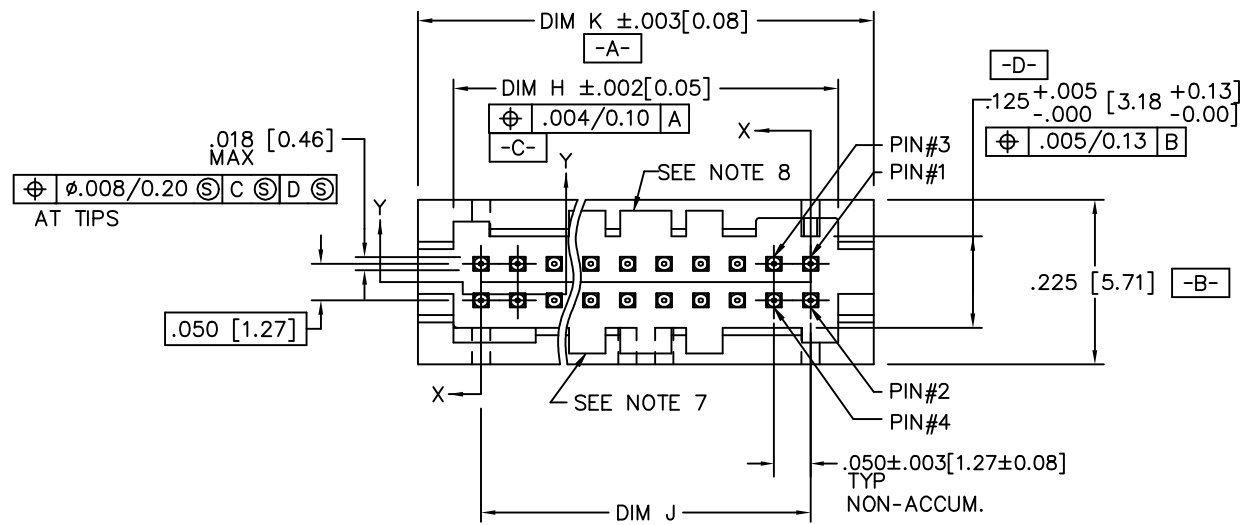 DIM K ±.003[0.08]
-A-
DIM H ±.002[0.05]
⌖ .004/0.10 A
-C-
-D-
.125 +.005 -.000 [3.18 +0.13 -0.00]
⌖ .005/0.13 B
.018 [0.46]
MAX
⌖ ø.008/0.20 Ⓢ C Ⓢ D Ⓢ
AT TIPS
X
Y
Y
PIN#3
PIN#1
SEE NOTE 8
.225 [5.71]
-B-
.050 [1.27]
X
SEE NOTE 7
PIN#2
PIN#4
.050±.003[1.27±0.08]
TYP
NON-ACCUM.
DIM J